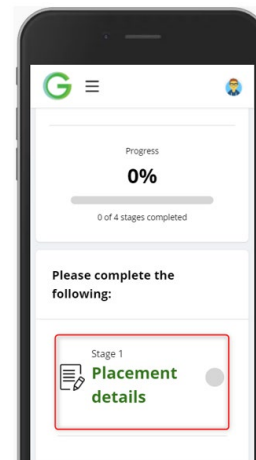 G
Progress
0%
0 of 4 stages completed
Please complete the
following:
Stage 1
Placement
details